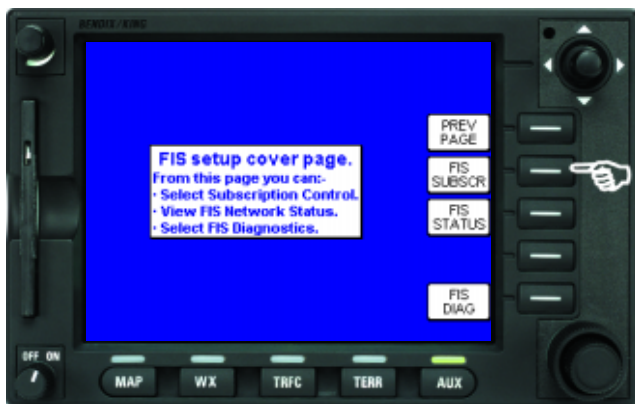 BENDIX/KING
PREV
PAGE
FIS setup cover page.
From this page you can:-
· Select Subscription Control.
· View FIS Network Status.
· Select FIS Diagnostics.
FIS
SUBSCR
FIS
STATUS
FIS
DIAG
OFF ON
MAP WX TRFC TERR AUX